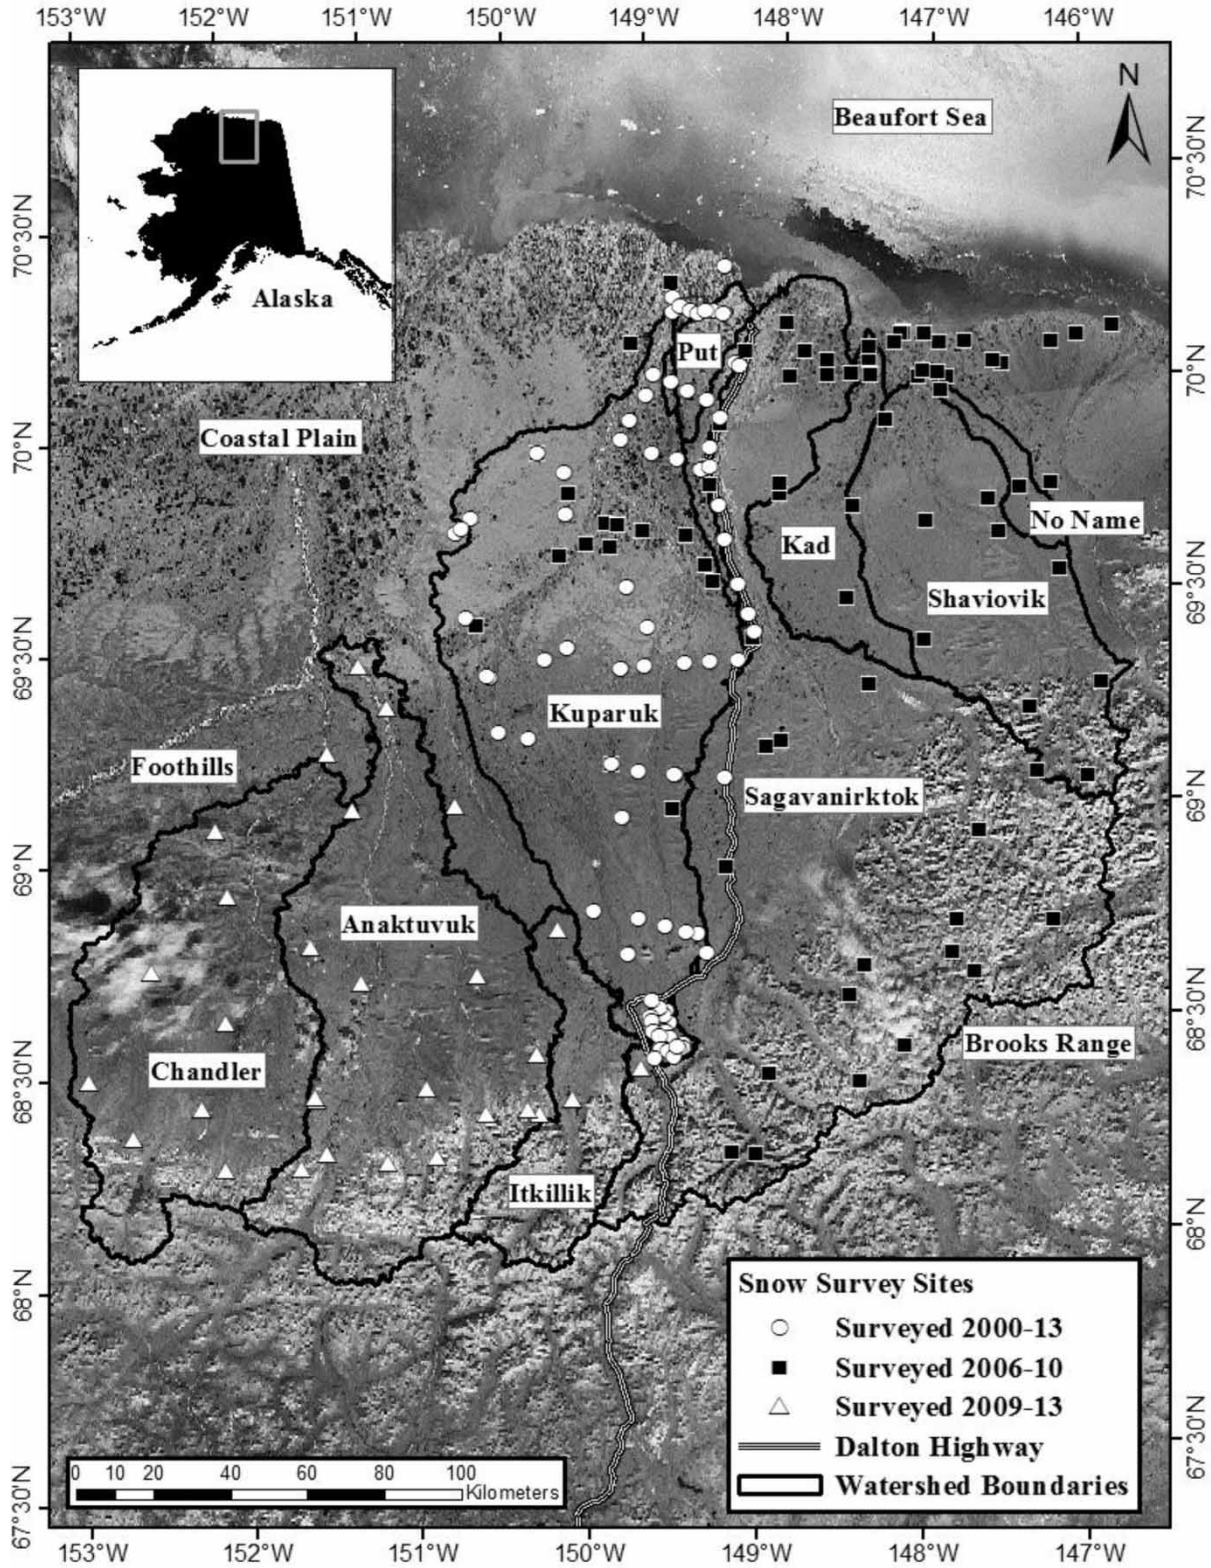 152°W 151°W 150°W 149°W 148°W 147°W 146°W
153°W
N
Beaufort Sea
70°30'N
70°30'N
Alaska
Put
70°N
Coastal Plain
70°N
No Name
Kad
Shaviovik
69°30'N
69°30'N
Kuparuk
Foothills
Sagavanirktok
69°N
69°N
Anaktuvuk
68°30'N
Brooks Range
Chandler
68°30'N
Itkillik
68°N
68°N
Snow Survey Sites
Surveyed 2000-13
Surveyed 2006-10
Surveyed 2009-13
Dalton Highway
Watershed Boundaries
0 10 20 40 60 80 100
Kilometers
67°30'N
67°30'N
153°W 152°W 151°W 150°W 149°W 148°W 147°W